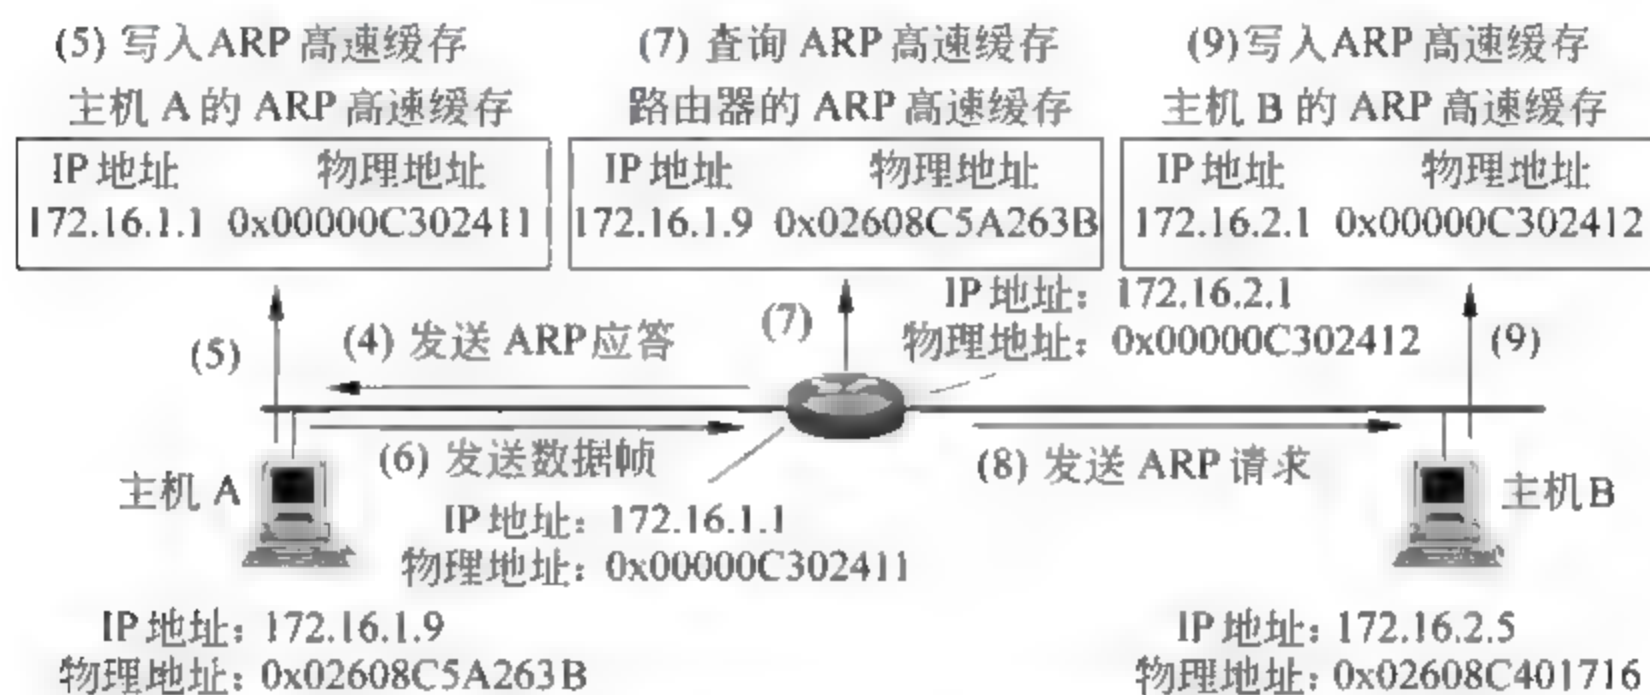 (5) 写入ARP 高速缓存
主机 A 的 ARP 高速缓存
IP 地址 物理地址
172.16.1.1 0x00000C302411
(7) 查询 ARP 高速缓存
路由器的 ARP 高速缓存
IP 地址 物理地址
172.16.1.9 0x02608C5A263B
(9)写入ARP 高速缓存
主机 B 的 ARP 高速缓存
IP 地址 物理地址
172.16.2.1 0x00000C302412
(5)
(4) 发送 ARP应答
(7)
IP 地址: 172.16.2.1
物理地址: 0x00000C302412
(9)
主机 A
(6) 发送数据帧
IP 地址: 172.16.1.1
物理地址: 0x00000C302411
(8) 发送 ARP 请求
主机B
IP 地址: 172.16.1.9
物理地址: 0x02608C5A263B
IP 地址: 172.16.2.5
物理地址: 0x02608C401716